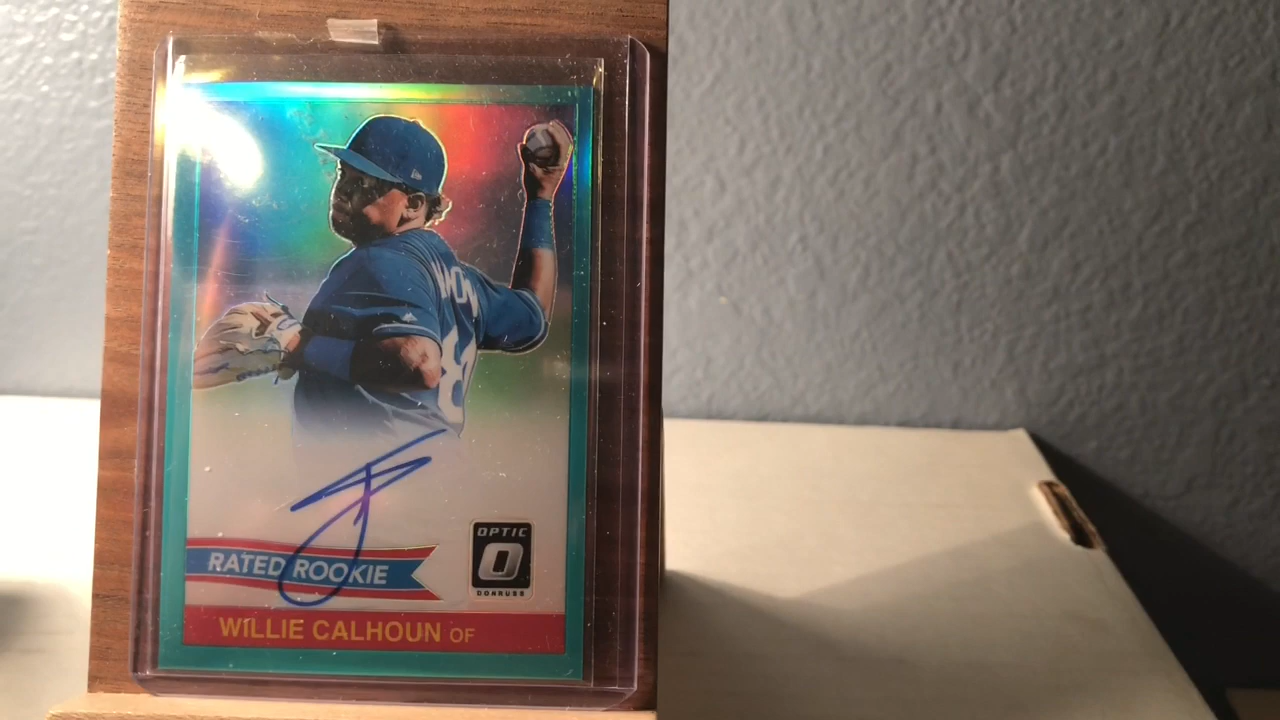 OPTIC
O
DONRUSS
RATED ROOKIE
WILLIE CALHOUN OF